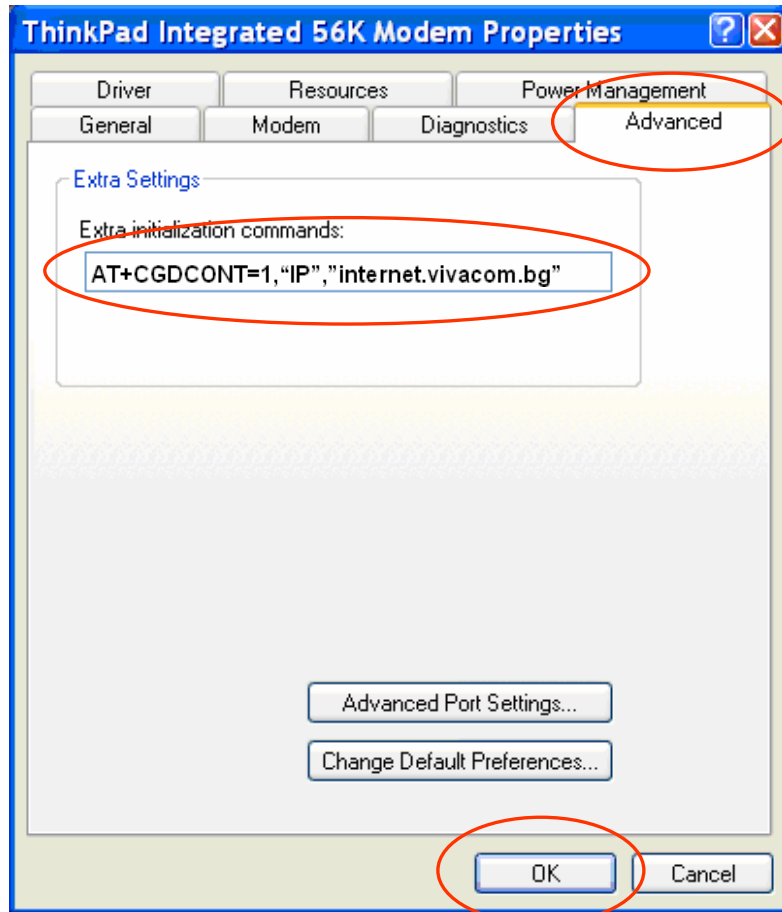 ThinkPad Integrated 56K Modem Properties
Driver Resources Power Management
General Modem Diagnostics Advanced
Extra Settings
Extra initialization commands:
AT+CGDCONT=1,“IP”,”internet.vivacom.bg”
Advanced Port Settings...
Change Default Preferences...
OK Cancel